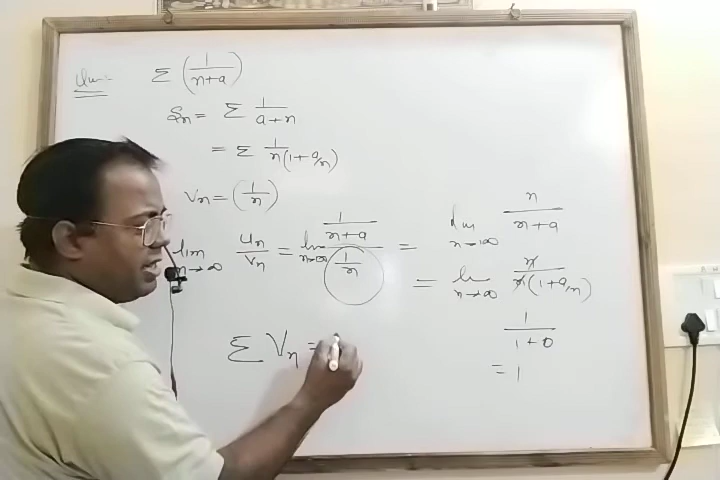 Σ (1/(n+a))
Sn = Σ 1/(a+n)
= Σ 1/(n(1+a/n))
Vn = (1/n)
lim n→∞ un/vn = lim n→∞ (1/(n+a))/(1/n) = lim n→∞ n/(n+a)
= lim n→∞ n/(n(1+a/n))
1/(1+0)
= 1
Σ Vn =